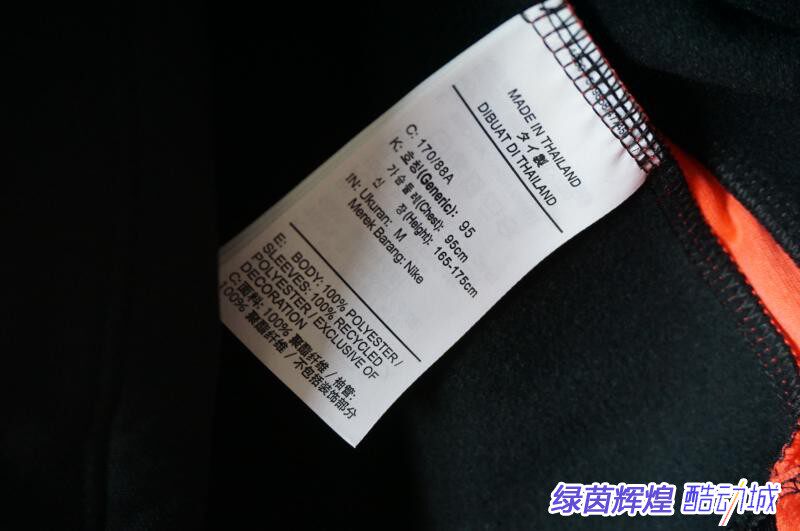 MADE IN THAILAND
タイ製
DIBUAT DI THAILAND
C: 170/88A
K: 호칭(Generic): 95
가슴둘레(Chest): 95cm
신 장(Height): 165-175cm
IN: Ukuran: M
Merek Barang: Nike
E: BODY: 100% POLYESTER /
SLEEVES: 100% RECYCLED
POLYESTER / EXCLUSIVE OF
DECORATION
C: 面料: 100% 聚酯纤维 / 袖管:
100% 聚酯纤维 / 不包括装饰部分
绿茵辉煌 酷动城